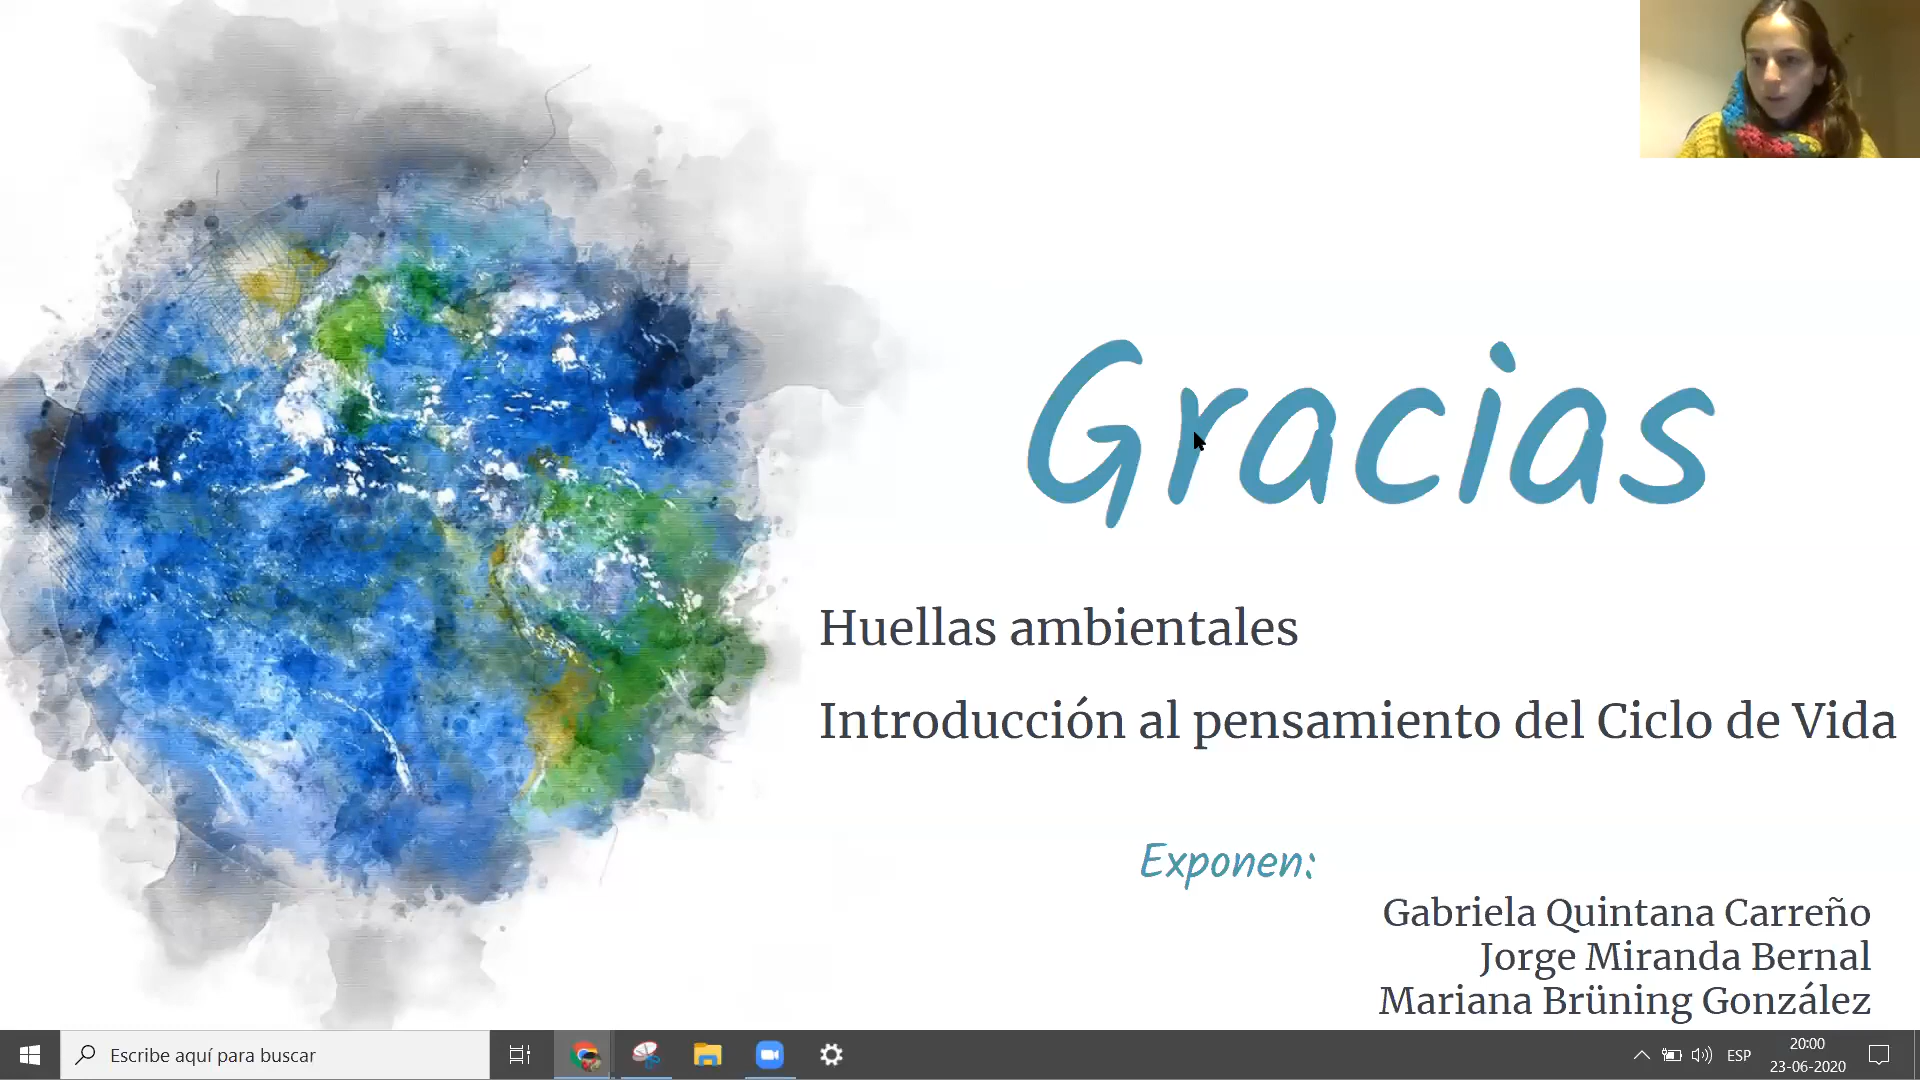 Gracias
Huellas ambientales
Introducción al pensamiento del Ciclo de Vida
Exponen:
Gabriela Quintana Carreño
Jorge Miranda Bernal
Mariana Brüning González
Escribe aquí para buscar
ESP
20:00
23-06-2020